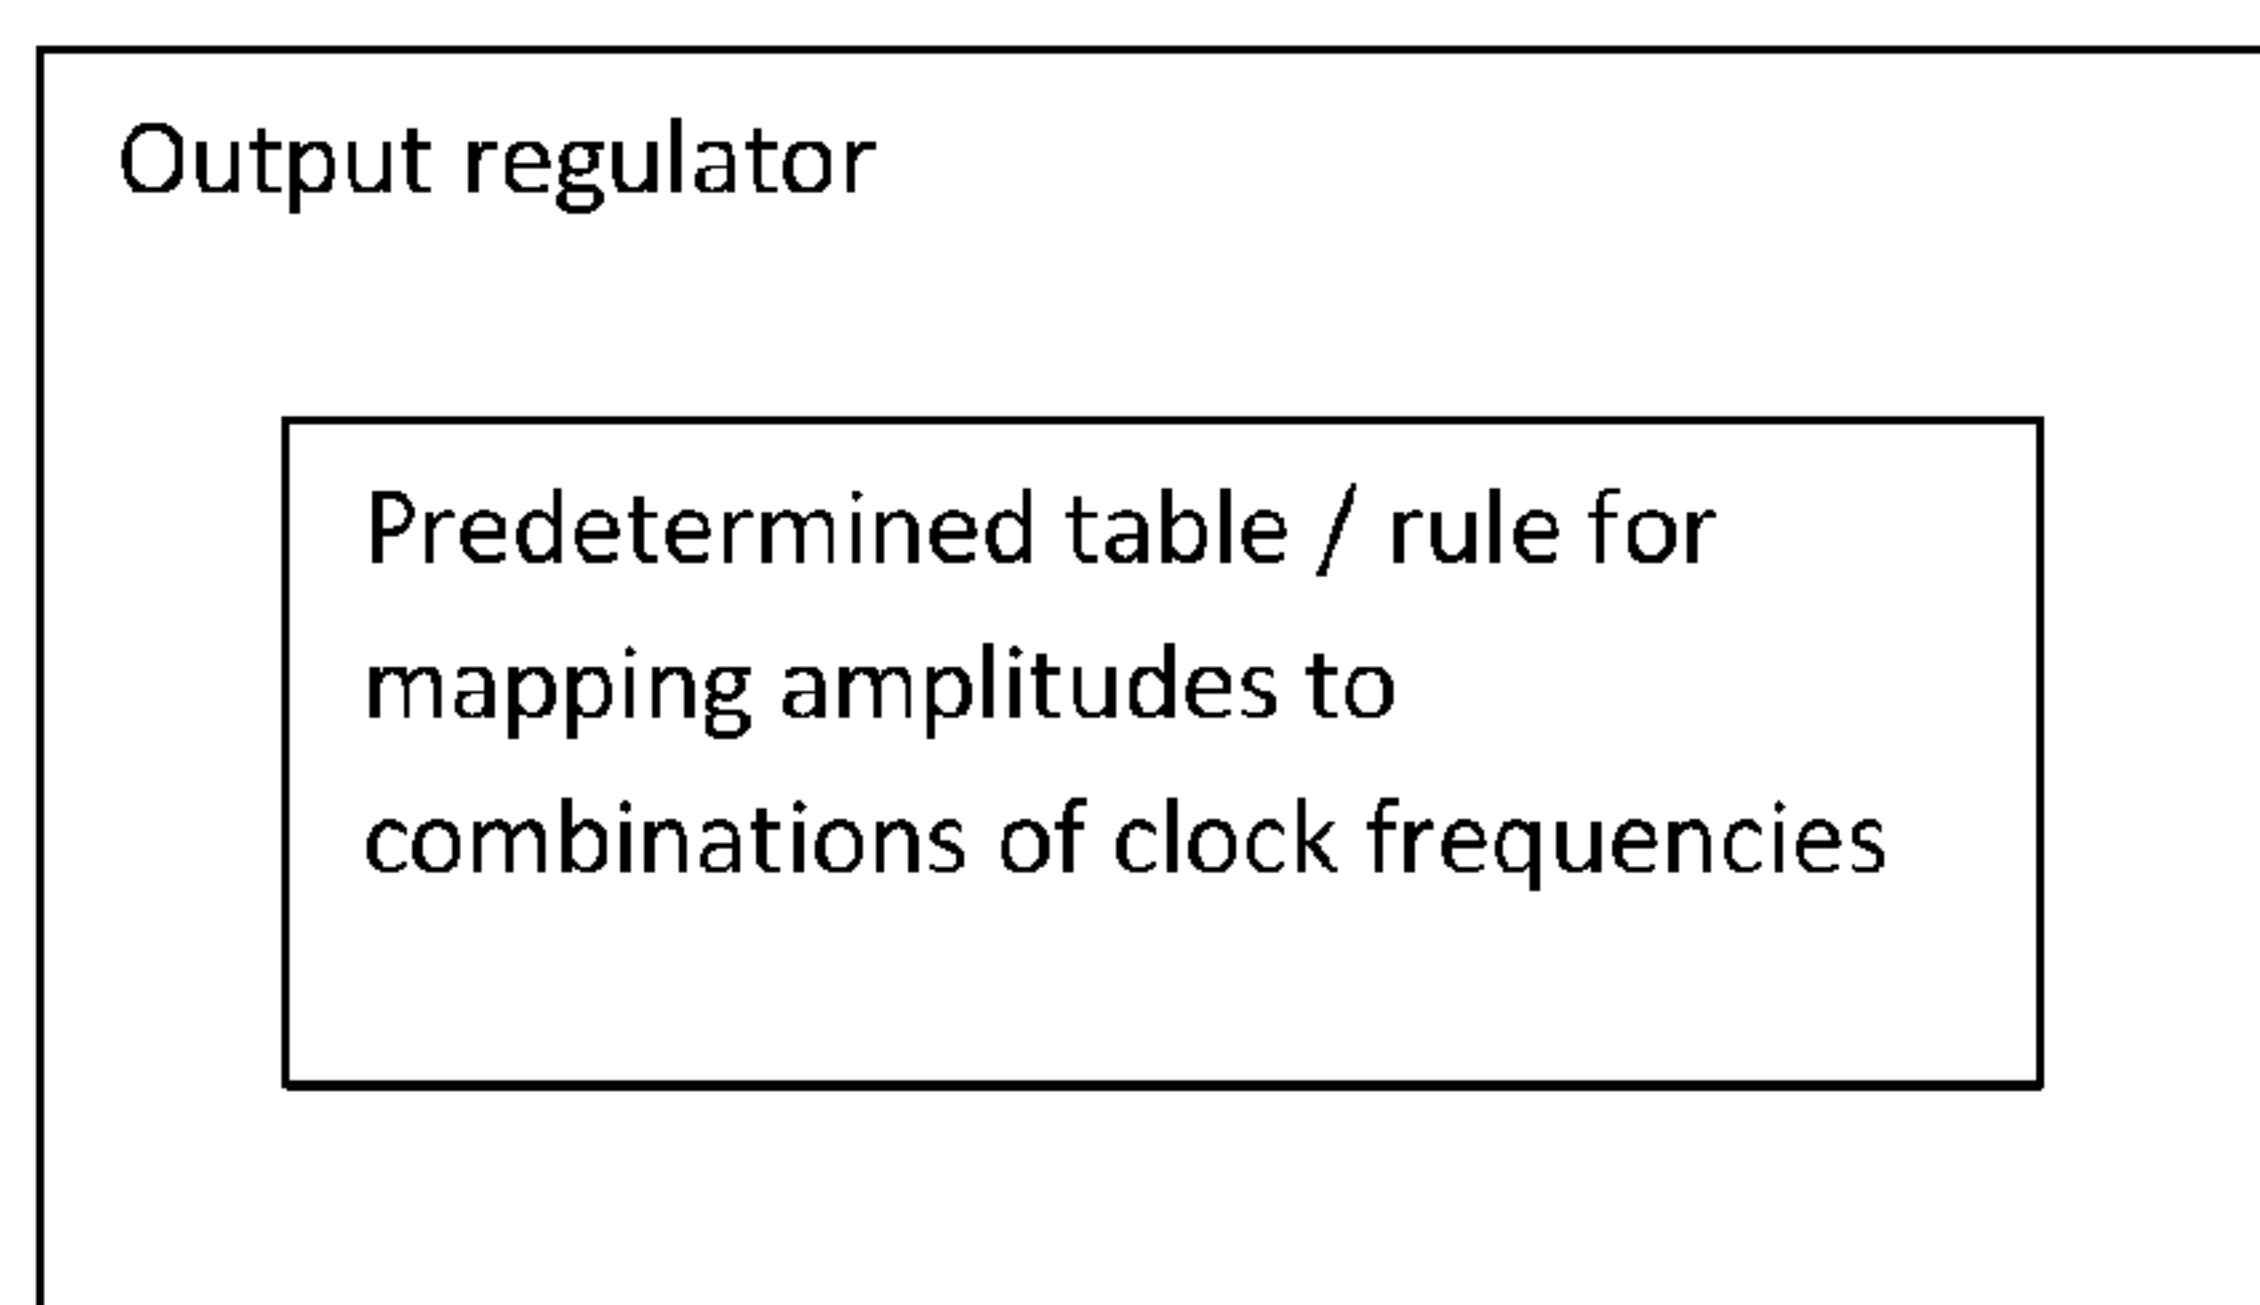 Output regulator
Predetermined table / rule for
mapping amplitudes to
combinations of clock frequencies